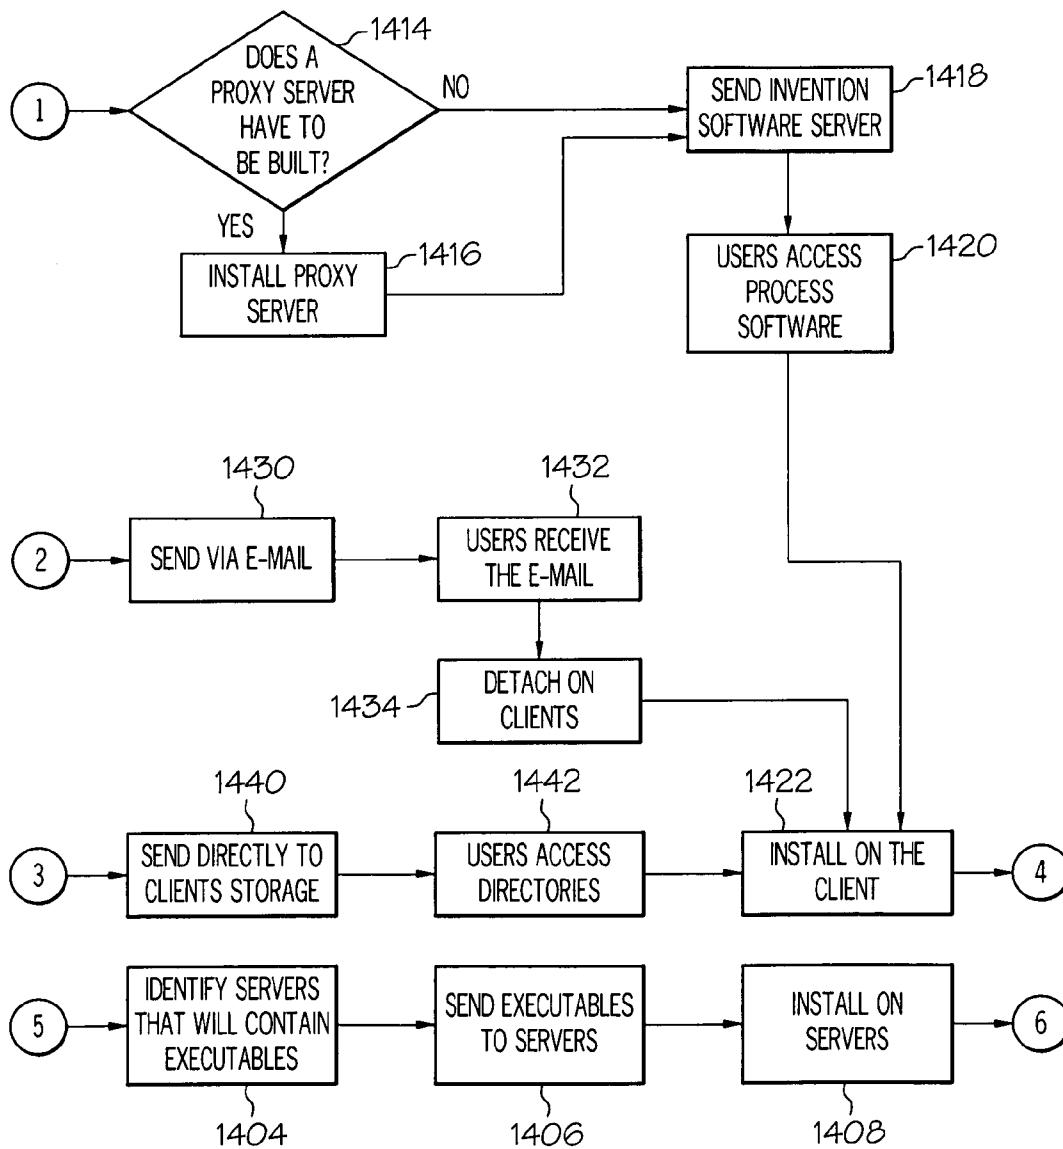 1414
DOES A
PROXY SERVER
HAVE TO
BE BUILT?
1
NO
YES
1418
SEND INVENTION
SOFTWARE SERVER
1416
INSTALL PROXY
SERVER
1420
USERS ACCESS
PROCESS
SOFTWARE
1430
1432
2
SEND VIA E-MAIL
USERS RECEIVE
THE E-MAIL
1434
DETACH ON
CLIENTS
1440
1442
1422
3
SEND DIRECTLY TO
CLIENTS STORAGE
USERS ACCESS
DIRECTORIES
INSTALL ON THE
CLIENT
4
5
IDENTIFY SERVERS
THAT WILL CONTAIN
EXECUTABLES
SEND EXECUTABLES
TO SERVERS
INSTALL ON
SERVERS
6
1404
1406
1408